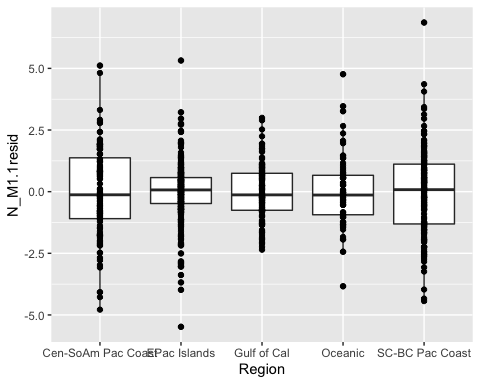 5.0
2.5
0.0
-2.5
-5.0
N_M1.1resid
Cen-SoAm Pac Coast EPac Islands Gulf of Cal Oceanic SC-BC Pac Coast
Region